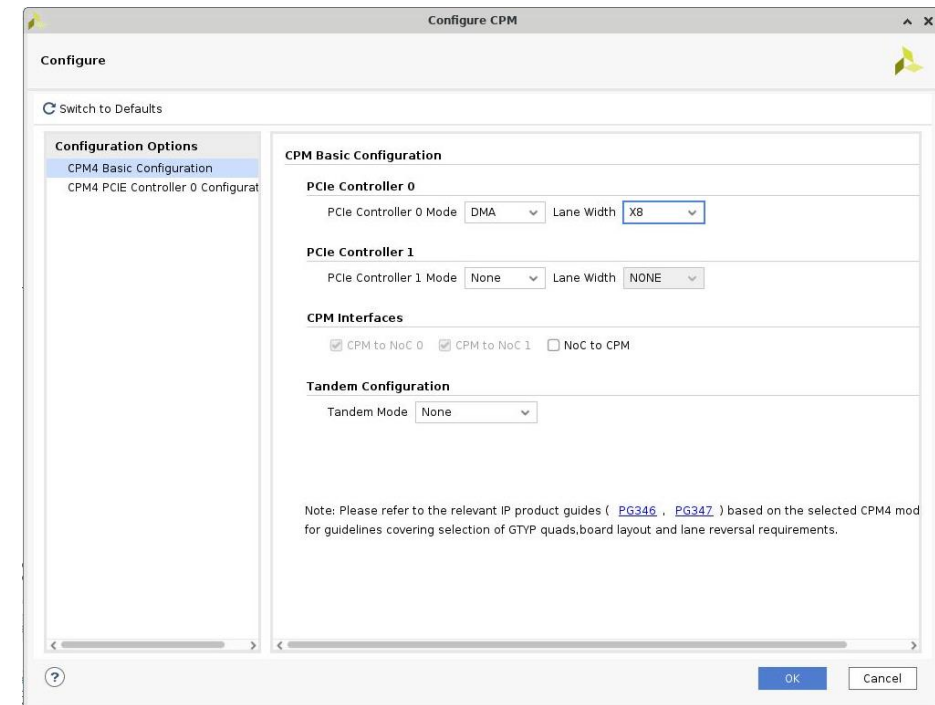 Configure CPM
Configure
Switch to Defaults
Configuration Options
CPM4 Basic Configuration
CPM4 PCIE Controller 0 Configurat
CPM Basic Configuration
PCIe Controller 0
PCIe Controller 0 Mode DMA Lane Width X8
PCIe Controller 1
PCIe Controller 1 Mode None Lane Width NONE
CPM Interfaces
CPM to NoC 0 CPM to NoC 1 NoC to CPM
Tandem Configuration
Tandem Mode None
Note: Please refer to the relevant IP product guides ( PG346 , PG347 ) based on the selected CPM4 mod
for guidelines covering selection of GTYP quads,board layout and lane reversal requirements.
? OK Cancel